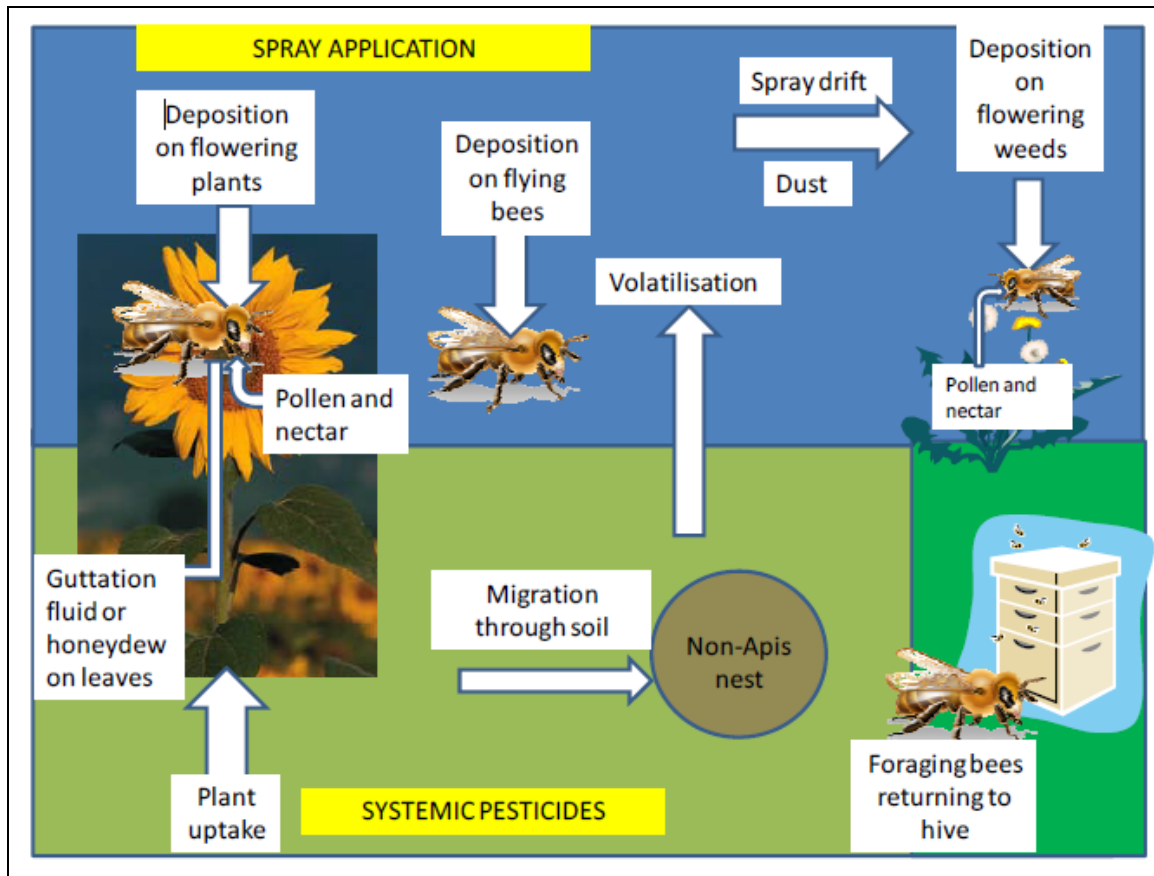 SPRAY APPLICATION
Deposition
on flowering
plants
Deposition
on flying
bees
Spray drift
Dust
Deposition
on
flowering
weeds
Volatilisation
Pollen and
nectar
Pollen and
nectar
Guttation
fluid or
honeydew
on leaves
Migration
through soil
Non-Apis
nest
Plant
uptake
SYSTEMIC PESTICIDES
Foraging bees
returning to
hive